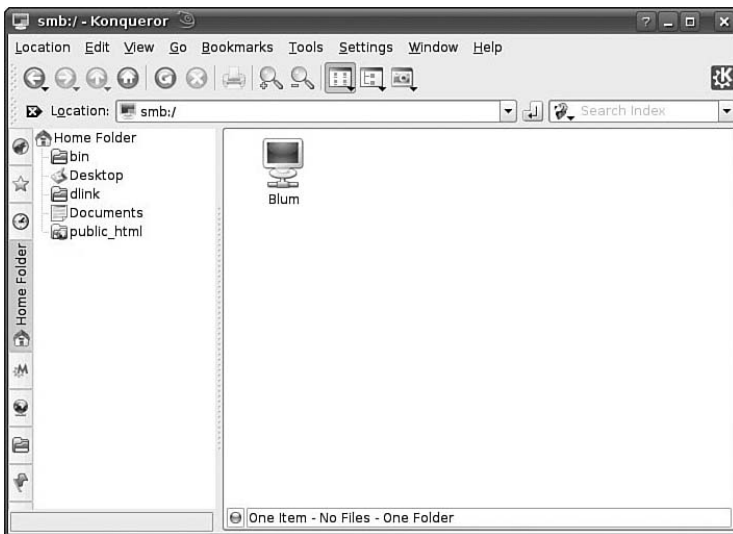 smb:/ - Konqueror
Location Edit View Go Bookmarks Tools Settings Window Help
Location: smb:/
Search Index
Home Folder
bin
Desktop
dlink
Documents
public_html
Home Folder
Blum
One Item - No Files - One Folder